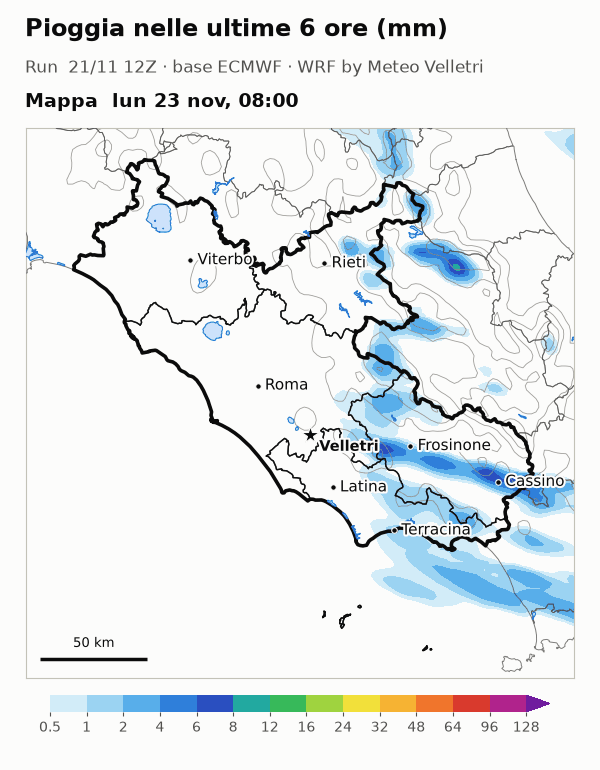 Pioggia nelle ultime 6 ore (mm)
Run  21/11 12Z · base ECMWF · WRF by Meteo Velletri
Mappa  lun 23 nov, 08:00
Viterbo
Rieti
Roma
Velletri
Frosinone
Cassino
Latina
Terracina
50 km
0.5 1 2 4 6 8 12 16 24 32 48 64 96 128